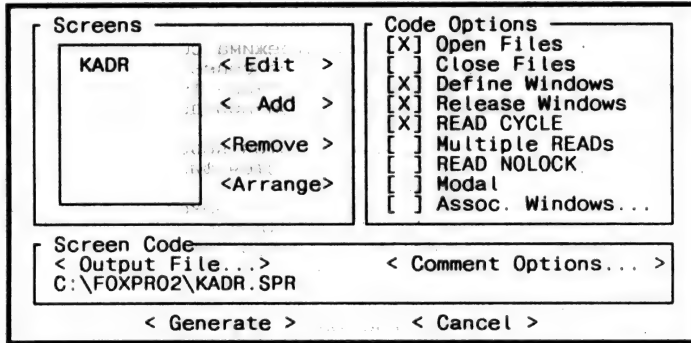 Screens
KADR
< Edit >
< Add >
<Remove >
<Arrange>
Code Options
[X] Open Files
[ ] Close Files
[X] Define Windows
[X] Release Windows
[X] READ CYCLE
[ ] Multiple READs
[ ] READ NOLOCK
[ ] Modal
[ ] Assoc. Windows...
Screen Code
< Output File...> < Comment Options... >
C:\FOXPRO2\KADR.SPR
< Generate > < Cancel >